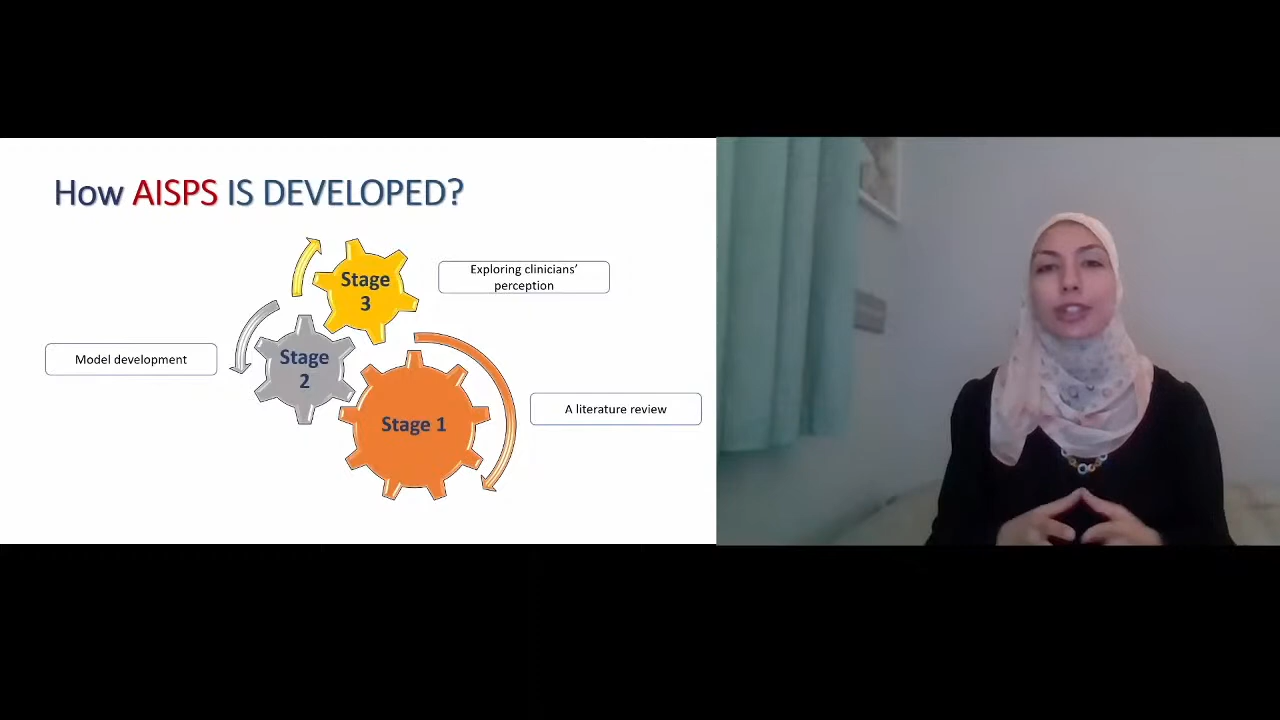 How AISPS IS DEVELOPED?
Stage
3
Exploring clinicians'
perception
Stage
2
Model development
Stage 1
A literature review